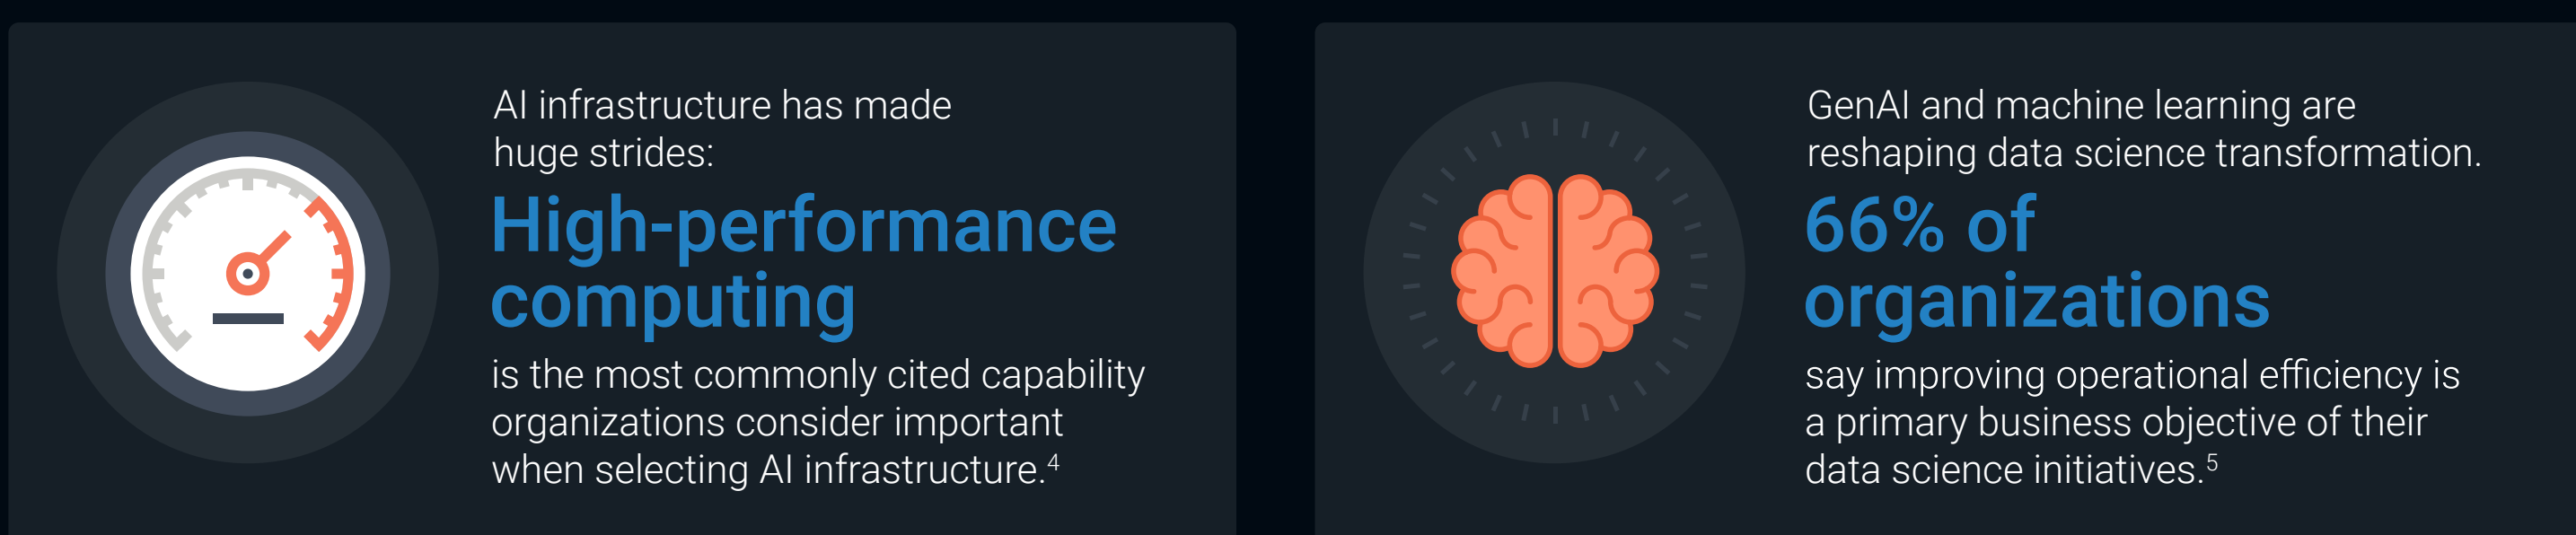 AI infrastructure has made
huge strides:
High-performance
computing
is the most commonly cited capability
organizations consider important
when selecting AI infrastructure.4
GenAI and machine learning are
reshaping data science transformation.
66% of
organizations
say improving operational efficiency is
a primary business objective of their
data science initiatives.5